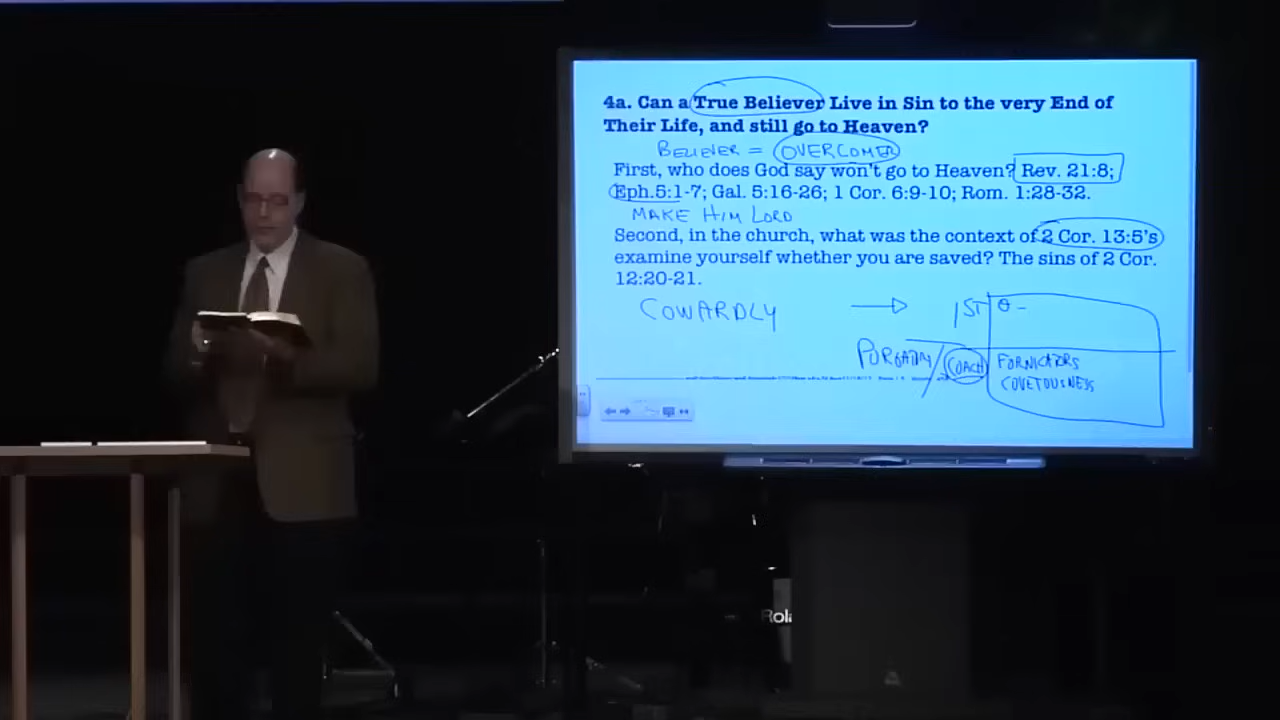 4a. Can a True Believer Live in Sin to the very End of
Their Life, and still go to Heaven?
BELIEVER = OVERCOMER
First, who does God say won't go to Heaven? Rev. 21:8;
Eph.5:1-7; Gal. 5:16-26; 1 Cor. 6:9-10; Rom. 1:28-32.
MAKE HIM LORD
Second, in the church, what was the context of 2 Cor. 13:5's
examine yourself whether you are saved? The sins of 2 Cor.
12:20-21.
COWARDLY
1ST
COACH
FORNICATORS
COVETOUSNESS
Rola